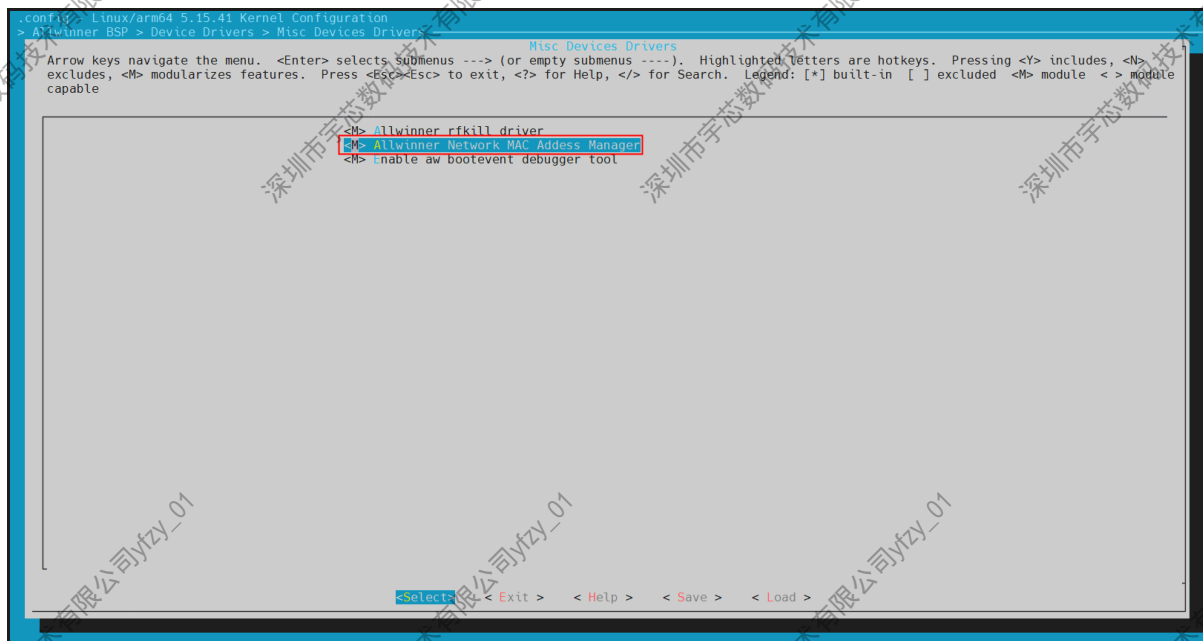 .config - Linux/arm64 5.15.41 Kernel Configuration
> Allwinner BSP > Device Drivers > Misc Devices Drivers
Misc Devices Drivers
Arrow keys navigate the menu. <Enter> selects submenus ---> (or empty submenus ----). Highlighted letters are hotkeys. Pressing <Y> includes, <N>
excludes, <M> modularizes features. Press <Esc><Esc> to exit, <?> for Help, </> for Search. Legend: [*] built-in [ ] excluded <M> module < > module
capable
<M> Allwinner rfkill driver
<M> Allwinner Network MAC Addess Manager
<M> Enable aw bootevent debugger tool
深圳市宇芯数码技术有限
深圳市宇芯数码技术有限
深圳市宇芯数码技术
有限公司yfzy_01
有限公司yfzy_01
有限公司yfzy_01
<Select> < Exit > < Help > < Save > < Load >